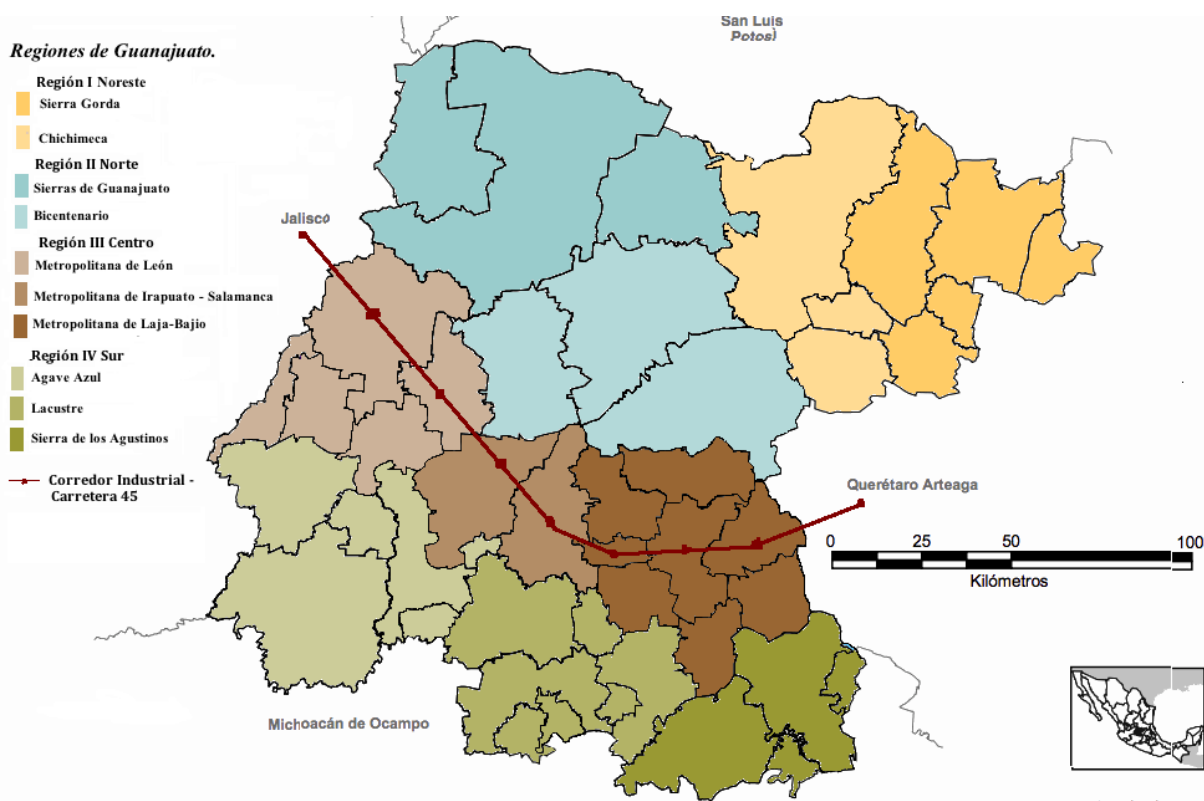 San Luis
Potosí
Regiones de Guanajuato.
Región I Noreste
Sierra Gorda
Chichimeca
Región II Norte
Sierras de Guanajuato
Bicentenario
Región III Centro
Metropolitana de León
Metropolitana de Irapuato - Salamanca
Metropolitana de Laja-Bajio
Región IV Sur
Agave Azul
Lacustre
Sierra de los Agustinos
Corredor Industrial -
Carretera 45
Jalisco
Querétaro Arteaga
0 25 50 100
Kilómetros
Michoacán de Ocampo